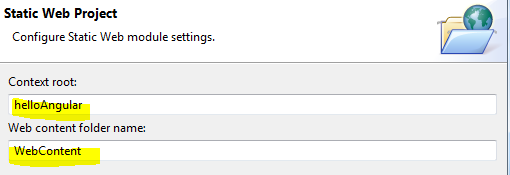 Static Web Project
Configure Static Web module settings.
Context root:
helloAngular
Web content folder name:
WebContent